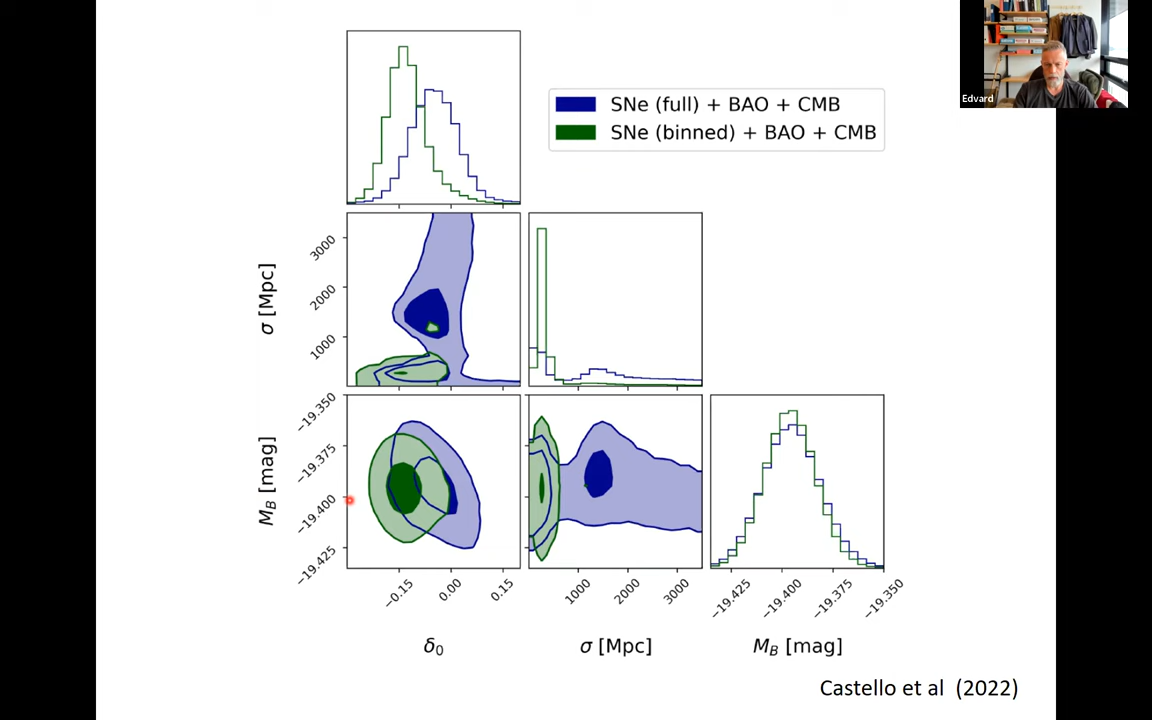 Edvard
SNe (full) + BAO + CMB
SNe (binned) + BAO + CMB
σ [Mpc]
3000
2000
1000
M_B [mag]
−19.350
−19.375
−19.400
−19.425
−0.15
0.00
0.15
1000
2000
3000
−19.425
−19.400
−19.375
−19.350
δ₀
σ [Mpc]
M_B [mag]
Castello et al (2022)